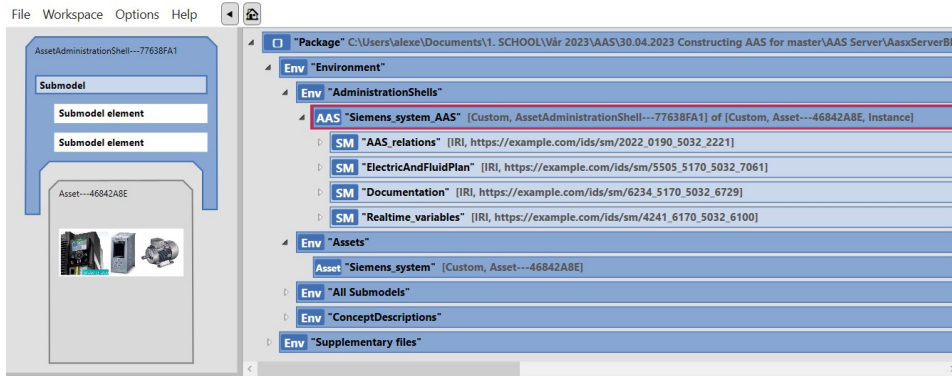 File Workspace Options Help
AssetAdministrationShell---77638FA1
Submodel
Submodel element
Submodel element
Asset---46842A8E
"Package" C:\Users\alexe\Documents\1. SCHOOL\Vår 2023\AAS\30.04.2023 Constructing AAS for master\AAS Server\AasxServerBl
Env "Environment"
Env "AdministrationShells"
AAS "Siemens_system_AAS" [Custom, AssetAdministrationShell---77638FA1] of [Custom, Asset---46842A8E, Instance]
SM "AAS_relations" [IRI, https://example.com/ids/sm/2022_0190_5032_2221]
SM "ElectricAndFluidPlan" [IRI, https://example.com/ids/sm/5505_5170_5032_7061]
SM "Documentation" [IRI, https://example.com/ids/sm/6234_5170_5032_6729]
SM "Realtime_variables" [IRI, https://example.com/ids/sm/4241_6170_5032_6100]
Env "Assets"
Asset "Siemens_system" [Custom, Asset---46842A8E]
Env "All Submodels"
Env "ConceptDescriptions"
Env "Supplementary files"